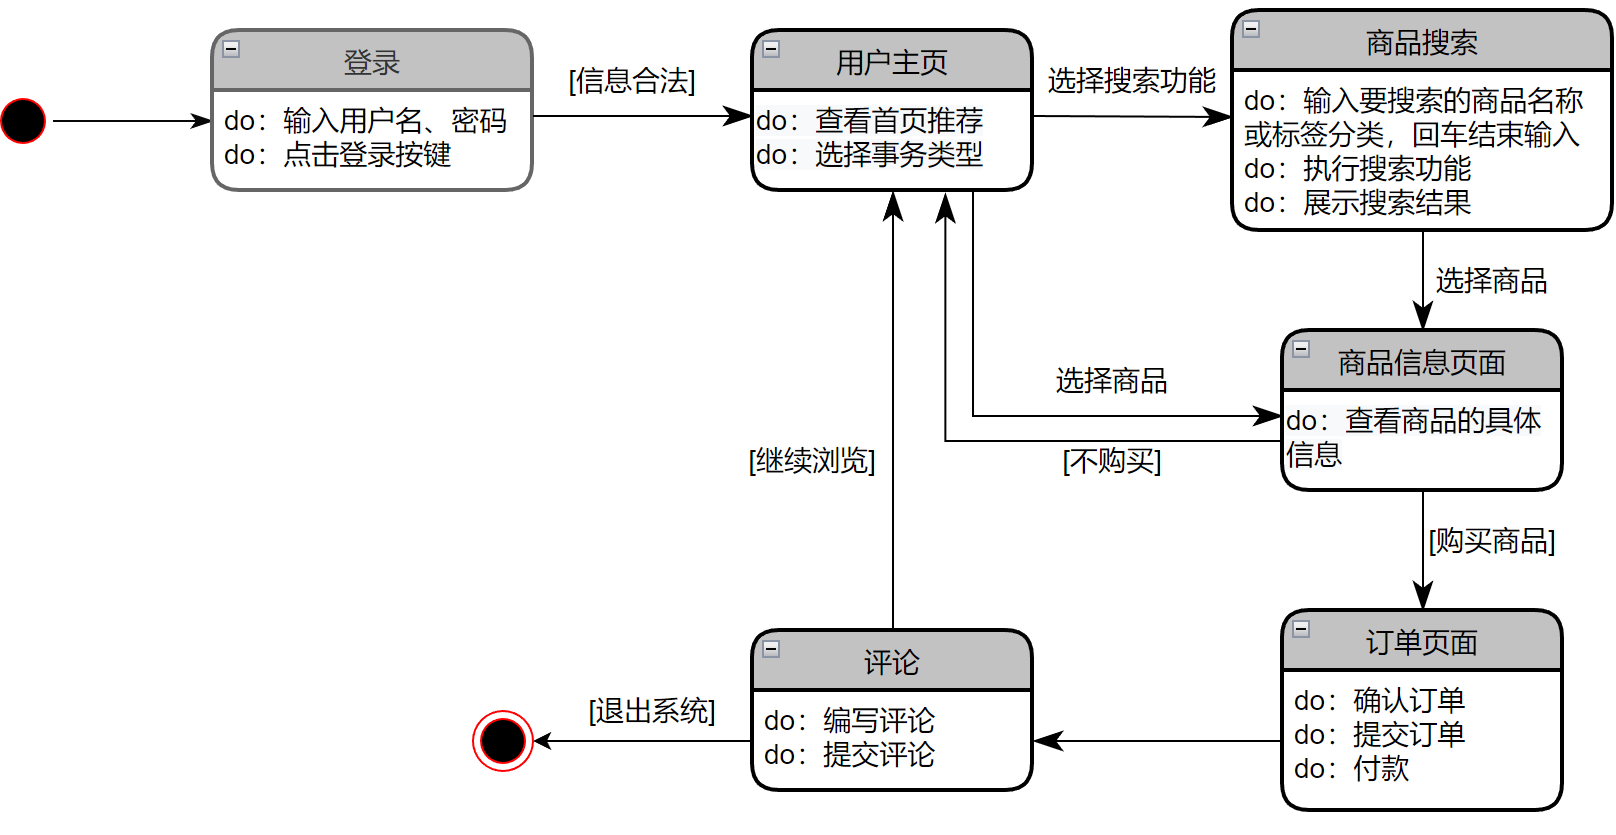 登录
do：输入用户名、密码
do：点击登录按键
[信息合法]
用户主页
do：查看首页推荐
do：选择事务类型
选择搜索功能
商品搜索
do：输入要搜索的商品名称
或标签分类，回车结束输入
do：执行搜索功能
do：展示搜索结果
选择商品
商品信息页面
do：查看商品的具体
信息
选择商品
[不购买]
[继续浏览]
[购买商品]
订单页面
do：确认订单
do：提交订单
do：付款
评论
do：编写评论
do：提交评论
[退出系统]